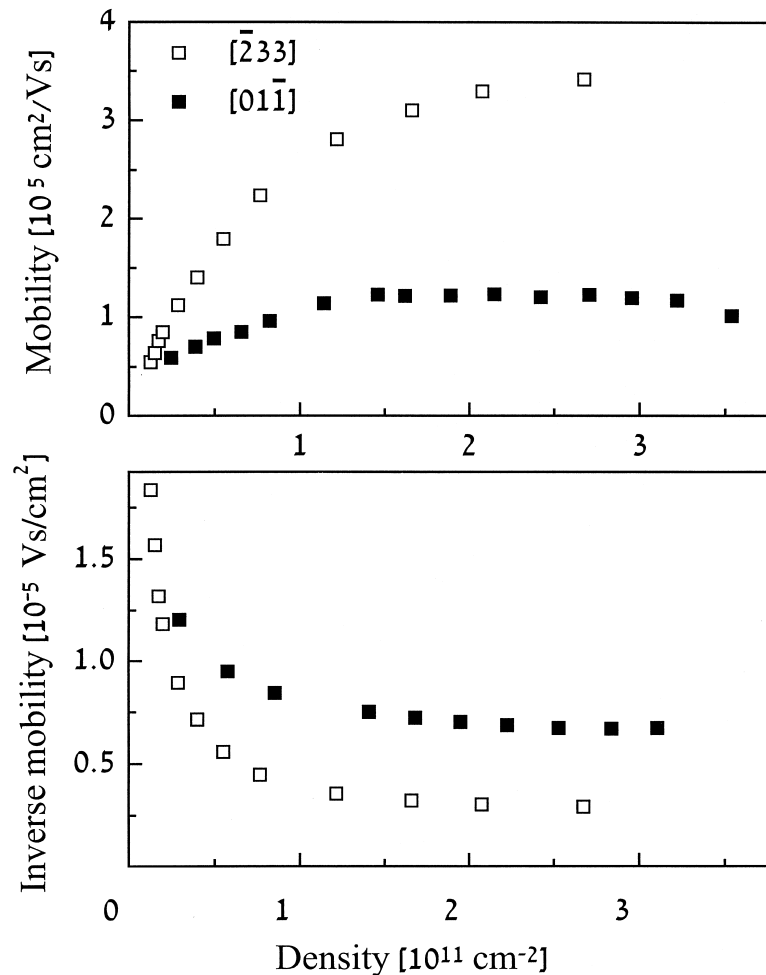 4
3
2
1
0
Mobility [10⁵ cm²/Vs]
[2̅33]
[011̅]
1 2 3
1.5
1.0
0.5
Inverse mobility [10⁻⁵ Vs/cm²]
0 1 2 3
Density [10¹¹ cm⁻²]